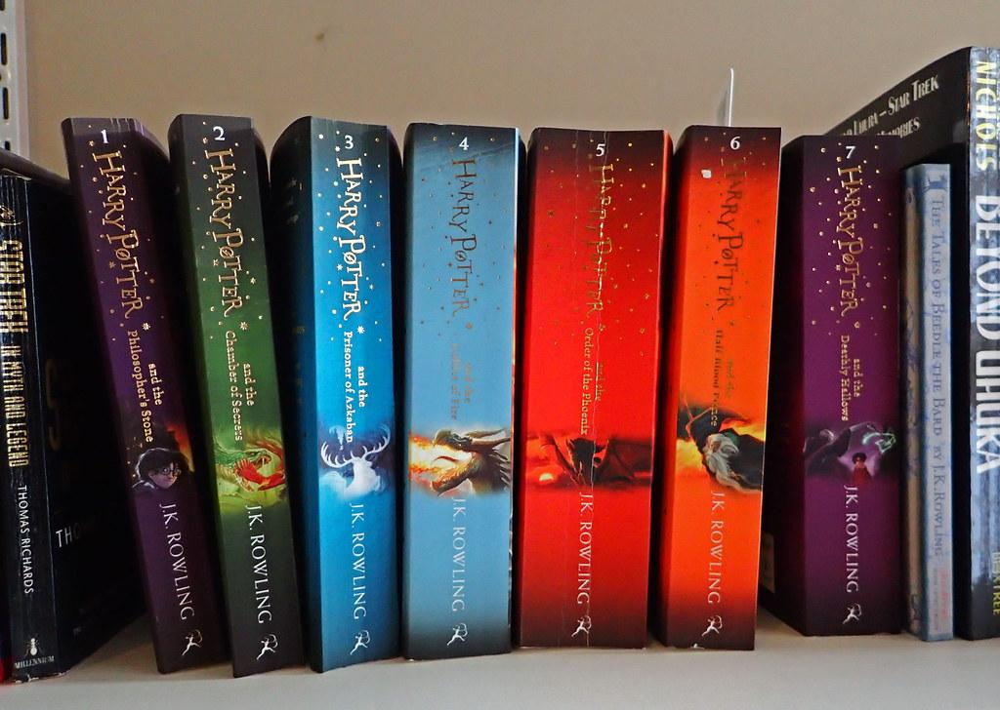 STAR TREK IN MYTH AND LEGEND
THOMAS RICHARDS
MILLENNIUM
THO
1
HARRY POTTER
and the
Philosopher's Stone
J.K. ROWLING
2
HARRY POTTER
and the
Chamber of Secrets
J.K. ROWLING
3
HARRY POTTER
and the
Prisoner of Azkaban
J.K. ROWLING
4
HARRY POTTER
and the
Goblet of Fire
J.K. ROWLING
5
HARRY POTTER
and the
Order of the Phoenix
J.K. ROWLING
6
HARRY POTTER
and the
Half-Blood Prince
J.K. ROWLING
7
HARRY POTTER
and the
Deathly Hallows
J.K. ROWLING
THE TALES OF BEEDLE THE BARD BY J.K. ROWLING
UHURA—STAR TREK
MEMORIES
NICHOLS
BEYOND UHURA